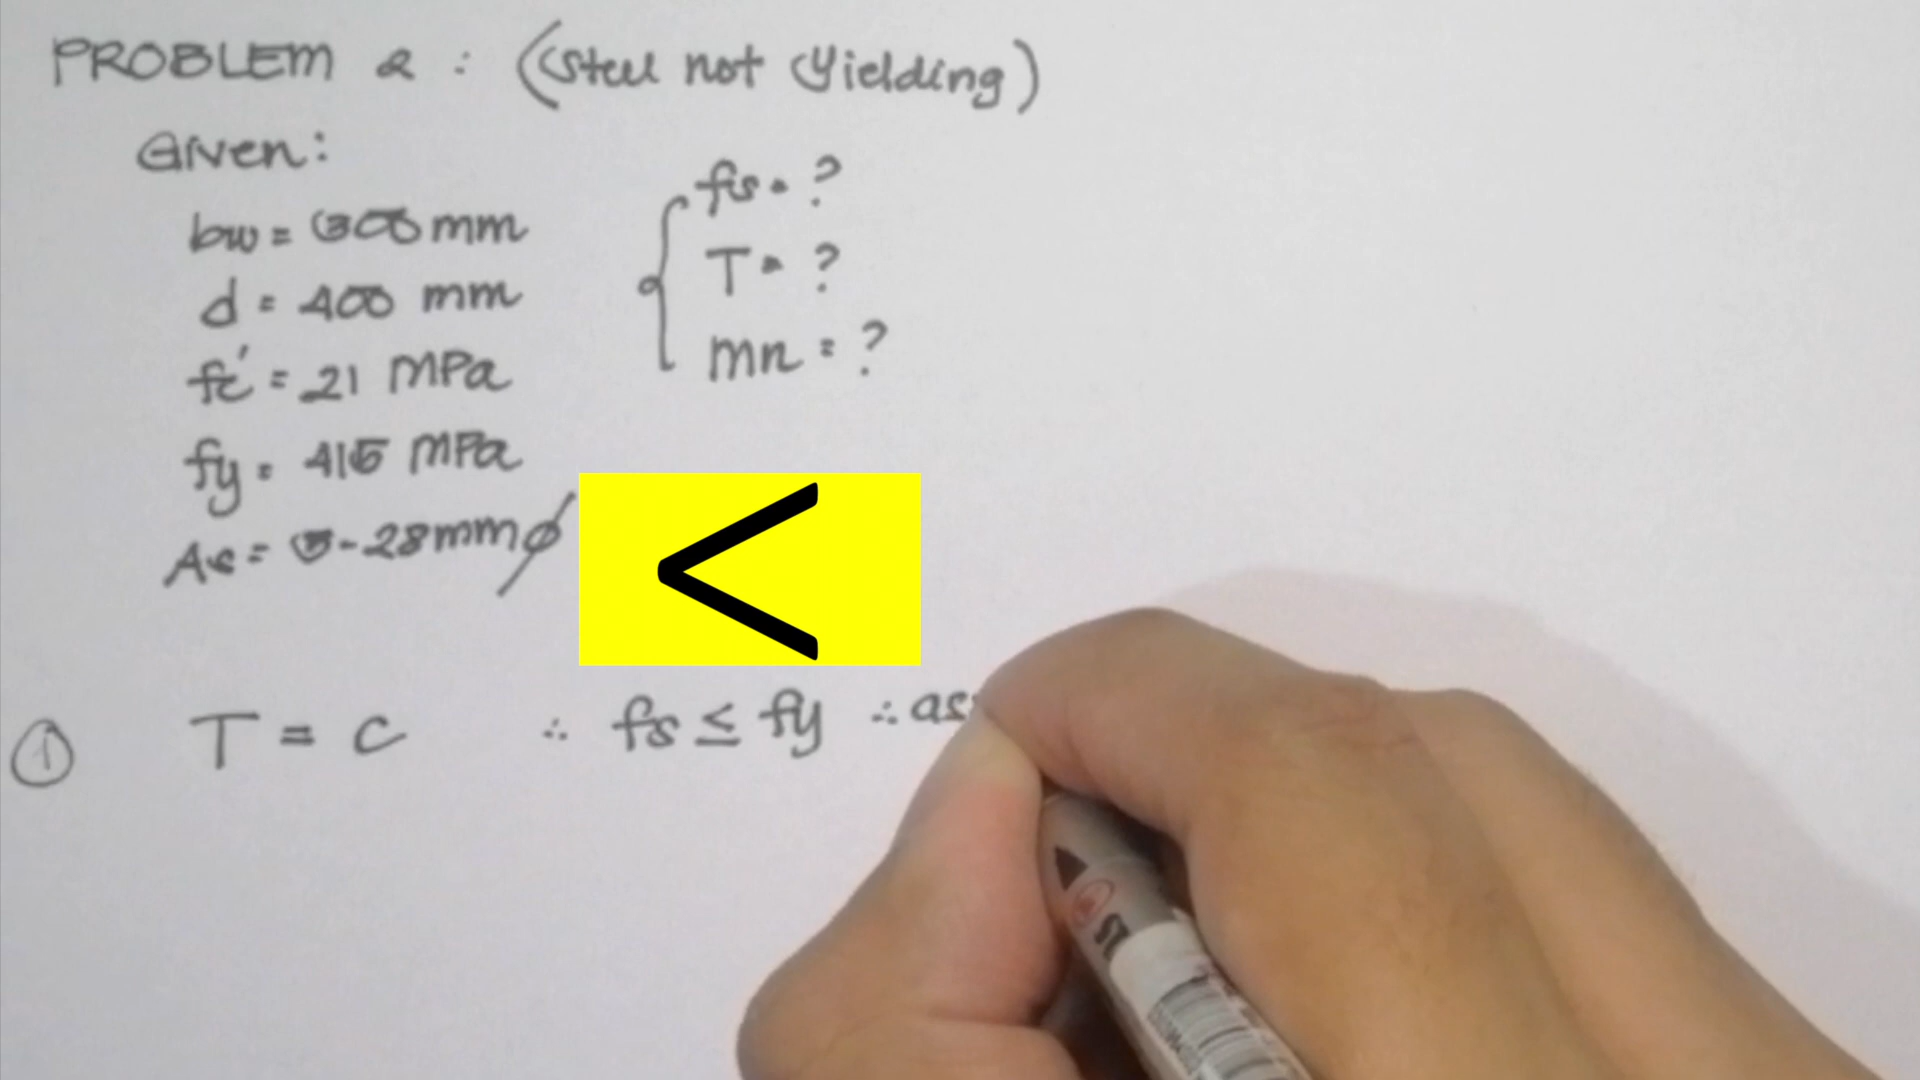 PROBLEM 2 : (Steel not Yielding)
Given:
bw = 300 mm
d = 400 mm
fc' = 21 MPa
fy = 415 MPa
As = 5-28mmϕ
fs = ?
T = ?
mn = ?
<
① T = C ∴ fs ≤ fy ∴ as